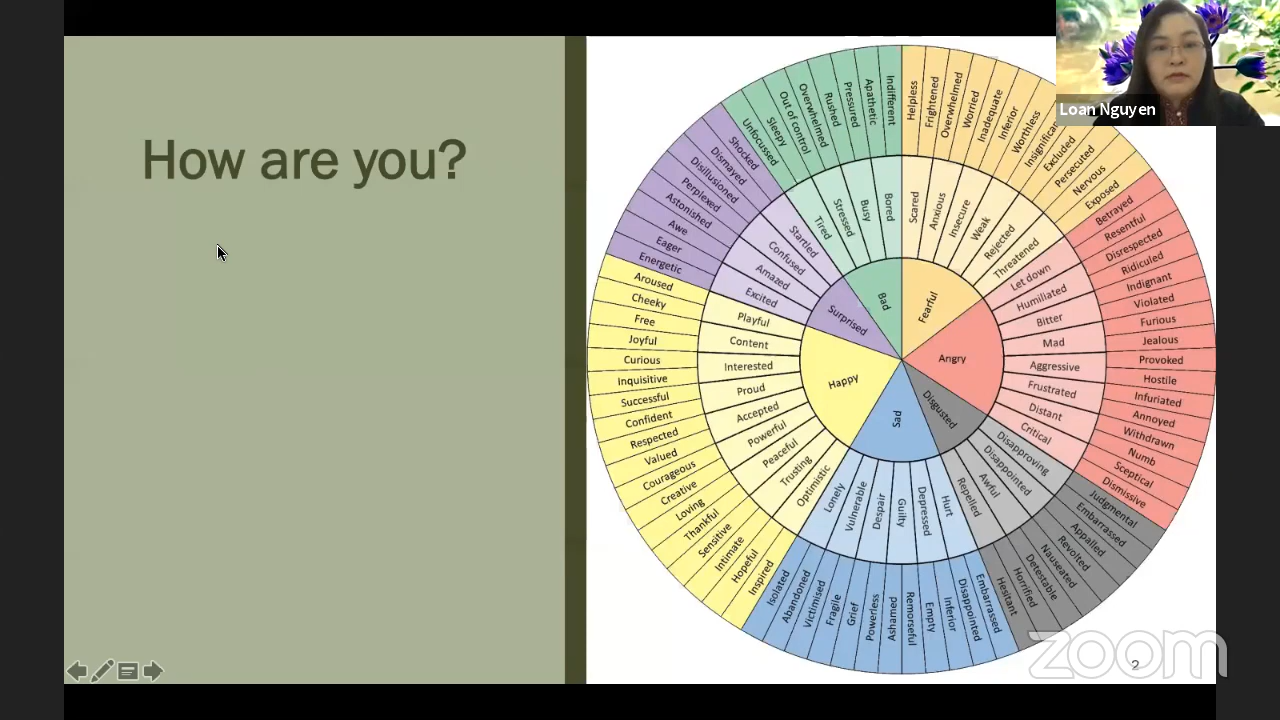 How are you?
Loan Nguyen
Bad
Fearful
Angry
Disgusted
Sad
Happy
Surprised
Tired
Stressed
Busy
Bored
Scared
Anxious
Insecure
Weak
Rejected
Threatened
Let down
Humiliated
Bitter
Mad
Aggressive
Frustrated
Distant
Critical
Disapproving
Disappointed
Awful
Repelled
Hurt
Depressed
Guilty
Despair
Vulnerable
Lonely
Optimistic
Trusting
Peaceful
Powerful
Accepted
Proud
Interested
Content
Playful
Excited
Amazed
Confused
Startled
Unfocussed
Sleepy
Out of control
Overwhelmed
Rushed
Pressured
Apathetic
Indifferent
Helpless
Frightened
Overwhelmed
Worried
Inadequate
Inferior
Worthless
Excluded
Persecuted
Nervous
Exposed
Betrayed
Resentful
Disrespected
Ridiculed
Indignant
Violated
Furious
Jealous
Provoked
Hostile
Infuriated
Annoyed
Withdrawn
Numb
Sceptical
Dismissive
Judgmental
Embarrassed
Appalled
Revolted
Nauseated
Detestable
Horrified
Hesitant
Embarrassed
Disappointed
Inferior
Empty
Remorseful
Ashamed
Powerless
Grief
Fragile
Victimised
Abandoned
Isolated
Inspired
Hopeful
Intimate
Sensitive
Thankful
Loving
Creative
Courageous
Valued
Respected
Confident
Successful
Inquisitive
Curious
Joyful
Free
Cheeky
Aroused
Energetic
Eager
Awe
Astonished
Perplexed
Disillusioned
Dismayed
Shocked
zoom
2